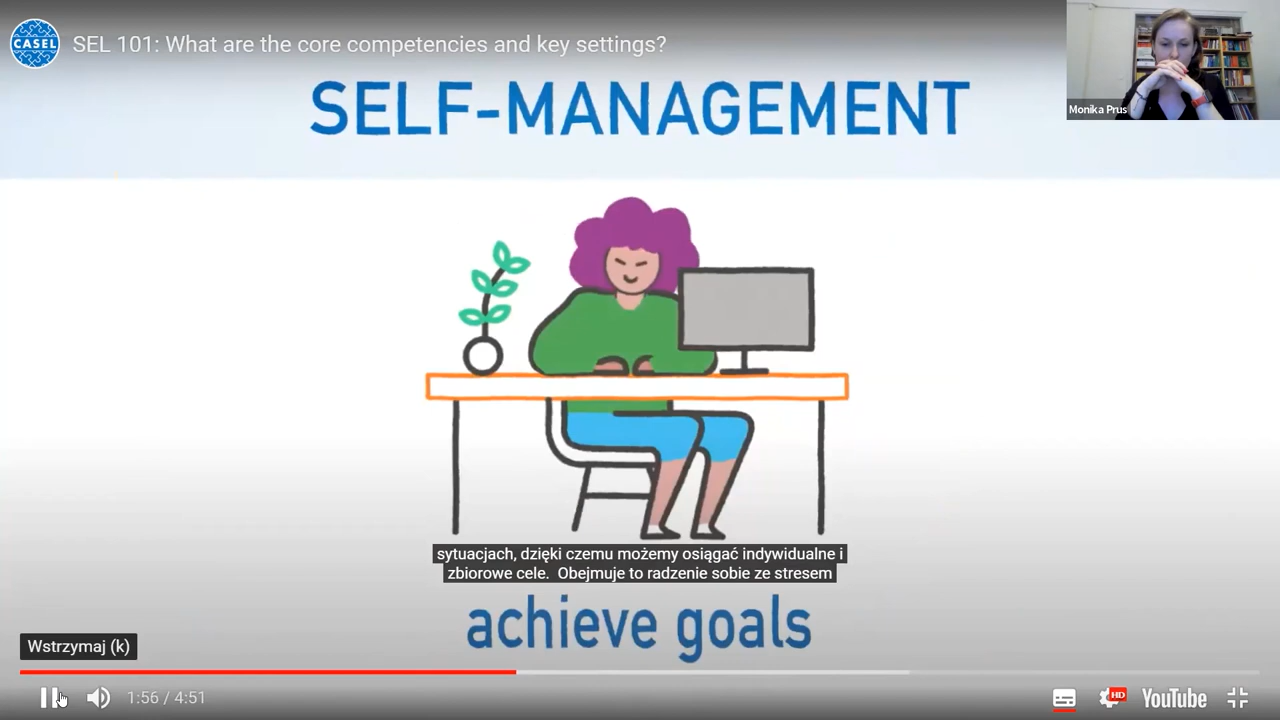 CASEL
SEL 101: What are the core competencies and key settings?
Monika Prus
SELF-MANAGEMENT
sytuacjach, dzięki czemu możemy osiągać indywidualne i
zbiorowe cele. Obejmuje to radzenie sobie ze stresem
achieve goals
Wstrzymaj (k)
1:56 / 4:51
HD
YouTube